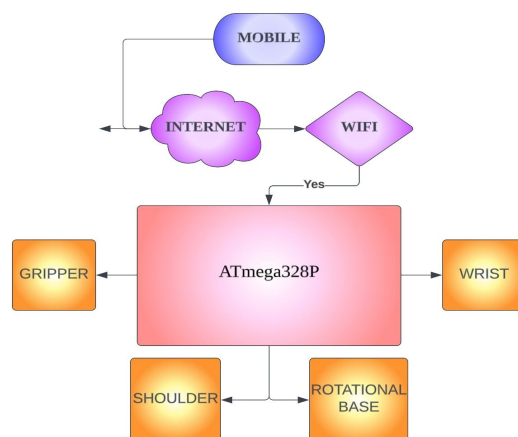 MOBILE
INTERNET
WIFI
Yes
ATmega328P
GRIPPER
WRIST
SHOULDER
ROTATIONAL
BASE